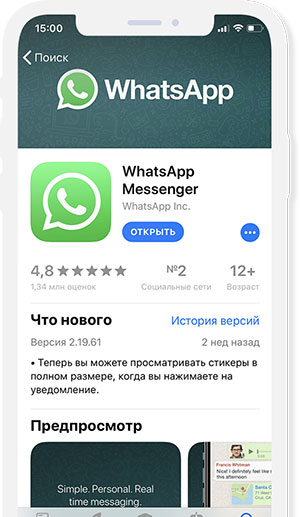 15:00
Поиск
WhatsApp
WhatsApp
Messenger
WhatsApp Inc.
ОТКРЫТЬ
4,8 №2 12+
1,34 млн оценок Социальные сети Возраст
Что нового История версий
Версия 2.19.61 2 нед назад
• Теперь вы можете просматривать стикеры в
полном размере, когда вы нажимаете на
уведомление.
Предпросмотр
Simple. Personal. Real
time messaging.
Francis Whitman
Nice! I definitely feel like
this afternoon